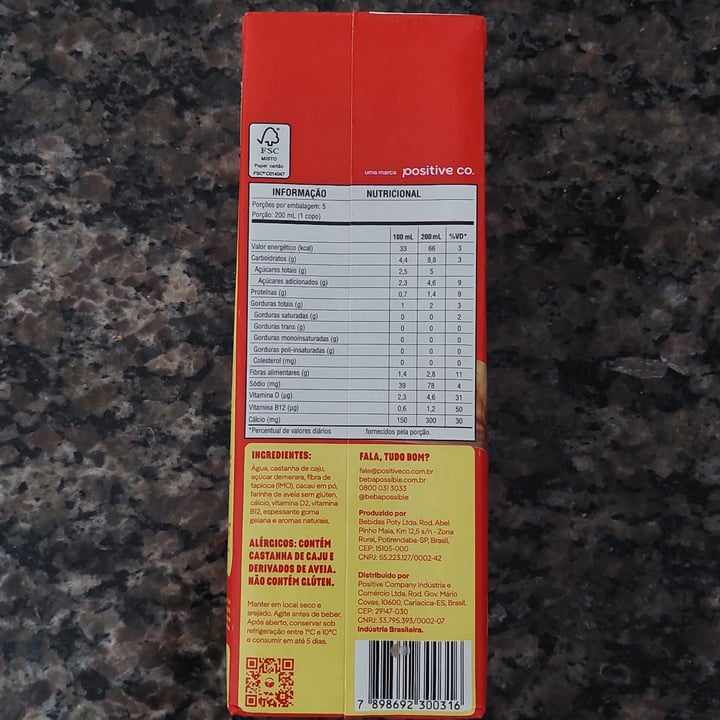 FSC
MISTO
Papel cartão
FSC® C014047
uma marca positive co.
INFORMAÇÃO NUTRICIONAL
Porções por embalagem: 5
Porção: 200 mL (1 copo)
100 mL 200 mL %VD*
Valor energético (kcal) 33 66 3
Carboidratos (g) 4,4 8,8 3
Açúcares totais (g) 2,5 5
Açúcares adicionados (g) 2,3 4,6 9
Proteínas (g) 0,7 1,4 9
Gorduras totais (g) 1 2 3
Gorduras saturadas (g) 0 0 2
Gorduras trans (g) 0 0 0
Gorduras monoinsaturadas (g) 0 0 0
Gorduras poli-insaturadas (g) 0 0 0
Colesterol (mg) 0 0 0
Fibras alimentares (g) 1,4 2,8 11
Sódio (mg) 39 78 4
Vitamina D (µg) 2,3 4,6 31
Vitamina B12 (µg) 0,6 1,2 50
Cálcio (mg) 150 300 30
*Percentual de valores diários fornecidos pela porção.
INGREDIENTES:
Água, castanha de caju,
açúcar demerara, fibra de
tapioca (IMO), cacau em pó,
farinha de aveia sem glúten,
cálcio, vitamina D2, vitamina
B12, espessante goma
gelana e aromas naturais.
ALÉRGICOS: CONTÉM
CASTANHA DE CAJU E
DERIVADOS DE AVEIA.
NÃO CONTÉM GLÚTEN.
Manter em local seco e
arejado. Agite antes de beber.
Após aberto, conservar sob
refrigeração entre 1°C e 10°C
e consumir em até 5 dias.
FALA, TUDO BOM?
fale@positiveco.com.br
bebapossible.com.br
0800 031 3033
@bebapossible
Produzido por
Bebidas Poty Ltda. Rod. Abel
Pinho Maia, Km 12,5 s/n - Zona
Rural, Potirendaba-SP, Brasil.
CEP: 15105-000
CNPJ: 55.223.127/0002-42
Distribuído por
Positive Company Indústria e
Comércio Ltda. Rod. Gov. Mário
Covas, 10600, Cariacica-ES, Brasil.
CEP: 29147-030
CNPJ: 33.795.393/0002-07
Indústria Brasileira.
7 898692 300316